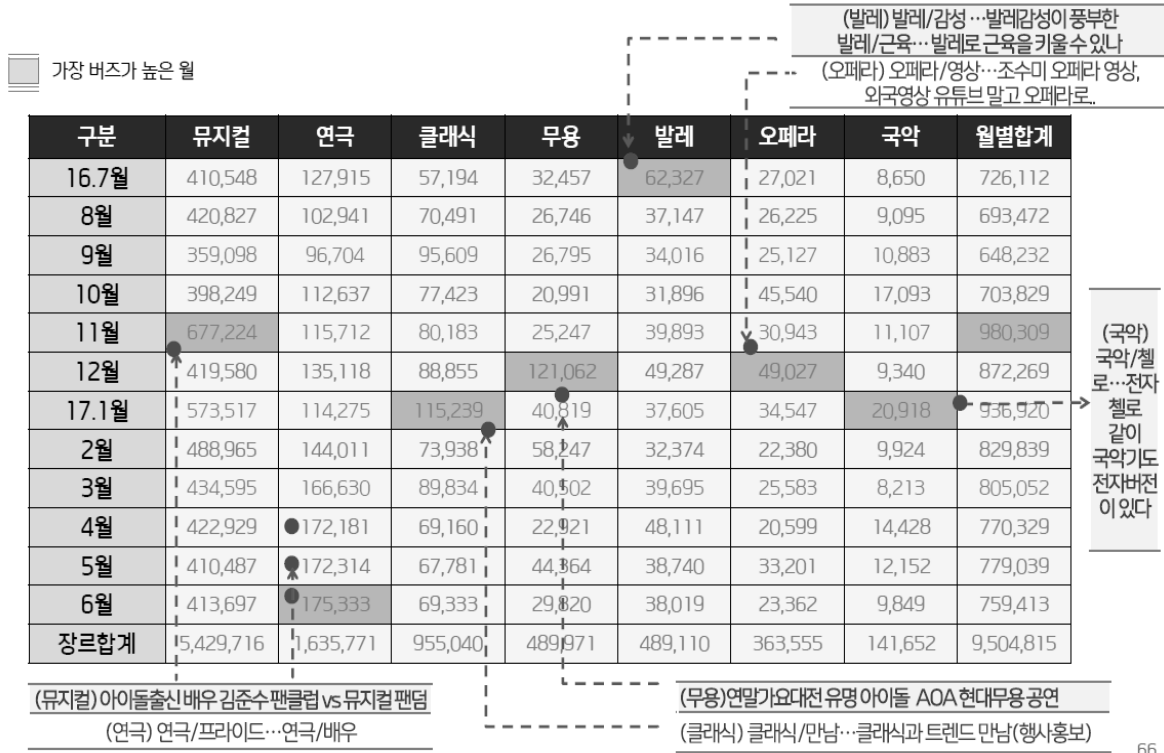 (발레) 발레/감성…발레감성이 풍부한
발레/근육…발레로 근육을 키울 수 있나
(오페라) 오페라/영상…조수미 오페라 영상,
외국영상 유튜브 말고 오페라로..
가장 버즈가 높은 월
구분 뮤지컬 연극 클래식 무용 발레 오페라 국악 월별합계
16.7월 410,548 127,915 57,194 32,457 62,327 27,021 8,650 726,112
8월 420,827 102,941 70,491 26,746 37,147 26,225 9,095 693,472
9월 359,098 96,704 95,609 26,795 34,016 25,127 10,883 648,232
10월 398,249 112,637 77,423 20,991 31,896 45,540 17,093 703,829
11월 677,224 115,712 80,183 25,247 39,893 30,943 11,107 980,309
12월 419,580 135,118 88,855 121,062 49,287 49,027 9,340 872,269
17.1월 573,517 114,275 115,239 40,819 37,605 34,547 20,918 936,920
2월 488,965 144,011 73,938 58,247 32,374 22,380 9,924 829,839
3월 434,595 166,630 89,834 40,502 39,695 25,583 8,213 805,052
4월 422,929 172,181 69,160 22,921 48,111 20,599 14,428 770,329
5월 410,487 172,314 67,781 44,364 38,740 33,201 12,152 779,039
6월 413,697 175,333 69,333 29,820 38,019 23,362 9,849 759,413
장르합계 5,429,716 1,635,771 955,040 489,971 489,110 363,555 141,652 9,504,815
(국악)
국악/첼
로…전자
첼로
같이
국악기도
전자버전
이 있다
(뮤지컬) 아이돌출신 배우 김준수 팬클럽 vs 뮤지컬 팬덤
(연극) 연극/프라이드…연극/배우
(무용)연말가요대전 유명 아이돌 AOA 현대무용 공연
(클래식) 클래식/만남…클래식과 트렌드 만남(행사홍보)
66